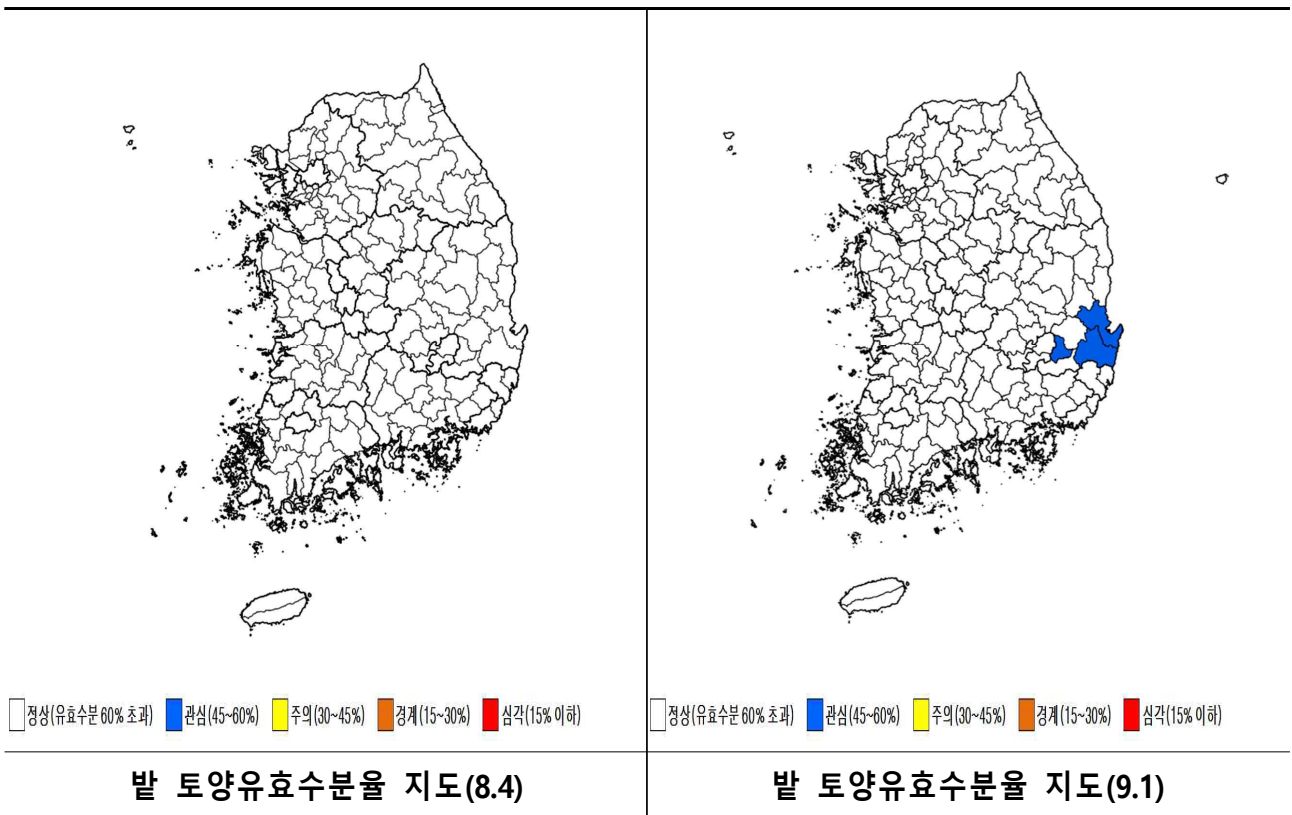 정상(유효수분 60% 초과) 관심(45~60%) 주의(30~45%) 경계(15~30%) 심각(15% 이하)
밭 토양유효수분율 지도(8.4)
정상(유효수분 60% 초과) 관심(45~60%) 주의(30~45%) 경계(15~30%) 심각(15% 이하)
밭 토양유효수분율 지도(9.1)